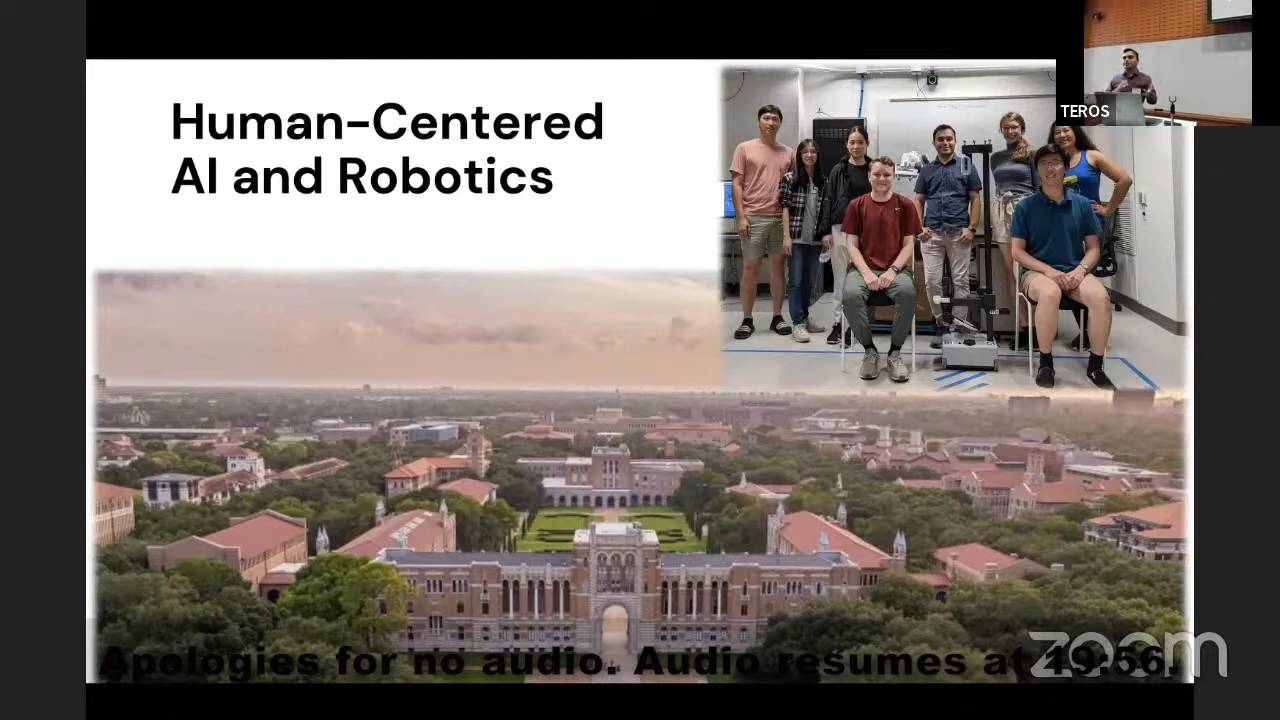 Human-Centered
AI and Robotics
TEROS
Apologies for no audio. Audio resumes at 19:56.
zoom